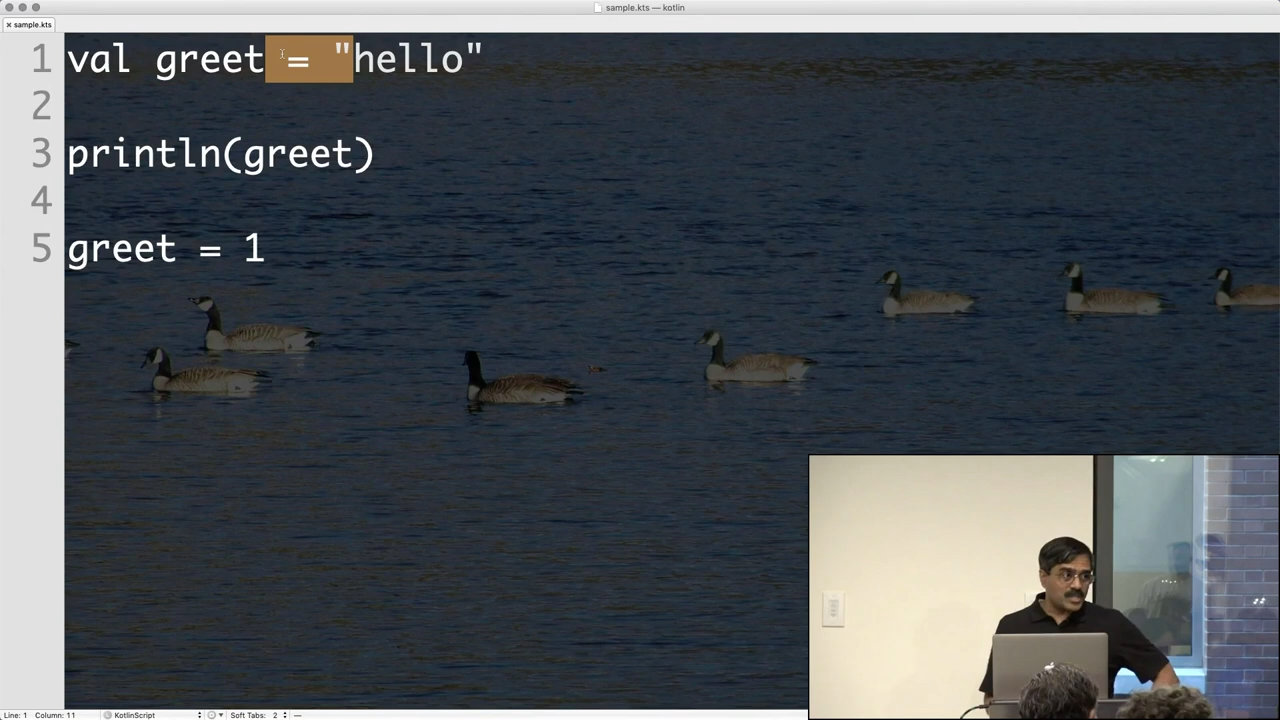 sample.kts — kotlin
sample.kts
1 val greet = "hello"
2
3 println(greet)
4
5 greet = 1
Line: 1 Column: 11 KotlinScript Soft Tabs: 2 —